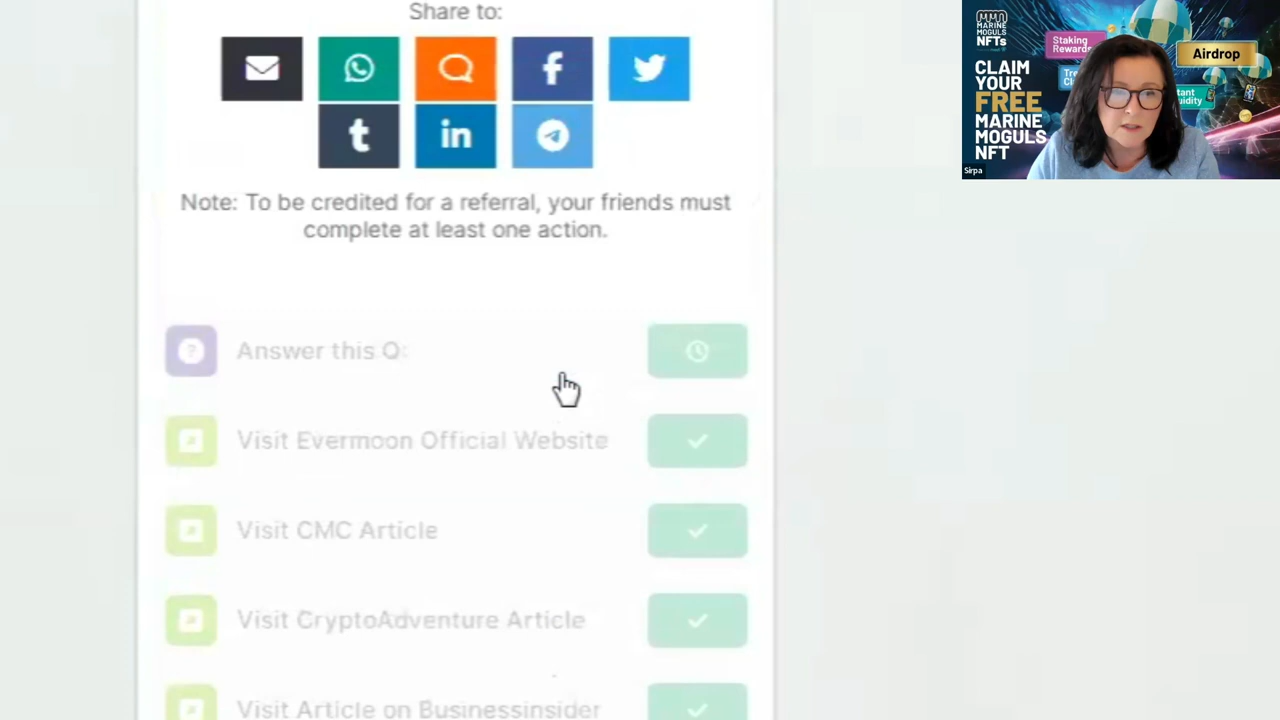 Share to:
t
in
Note: To be credited for a referral, your friends must
complete at least one action.
Answer this Q:
Visit Evermoon Official Website
Visit CMC Article
Visit CryptoAdventure Article
Visit Article on Businessinsider
MARINE
MOGULS
NFTs
Staking
Rewards
Airdrop
CLAIM
YOUR
FREE
MARINE
MOGULS
NFT
Sirpa